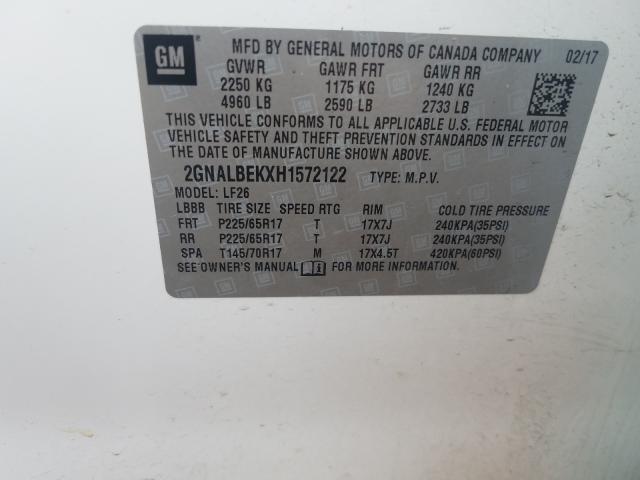 GM
MFD BY GENERAL MOTORS OF CANADA COMPANY 02/17
GVWR GAWR FRT GAWR RR
2250 KG 1175 KG 1240 KG
4960 LB 2590 LB 2733 LB
THIS VEHICLE CONFORMS TO ALL APPLICABLE U.S. FEDERAL MOTOR
VEHICLE SAFETY AND THEFT PREVENTION STANDARDS IN EFFECT ON
THE DATE OF MANUFACTURE SHOWN ABOVE.
2GNALBEKXH1572122 TYPE: M.P.V.
MODEL: LF26
LBBB TIRE SIZE SPEED RTG RIM COLD TIRE PRESSURE
FRT P225/65R17 T 17X7J 240KPA(35PSI)
RR P225/65R17 T 17X7J 240KPA(35PSI)
SPA T145/70R17 M 17X4.5T 420KPA(60PSI)
SEE OWNER'S MANUAL FOR MORE INFORMATION.